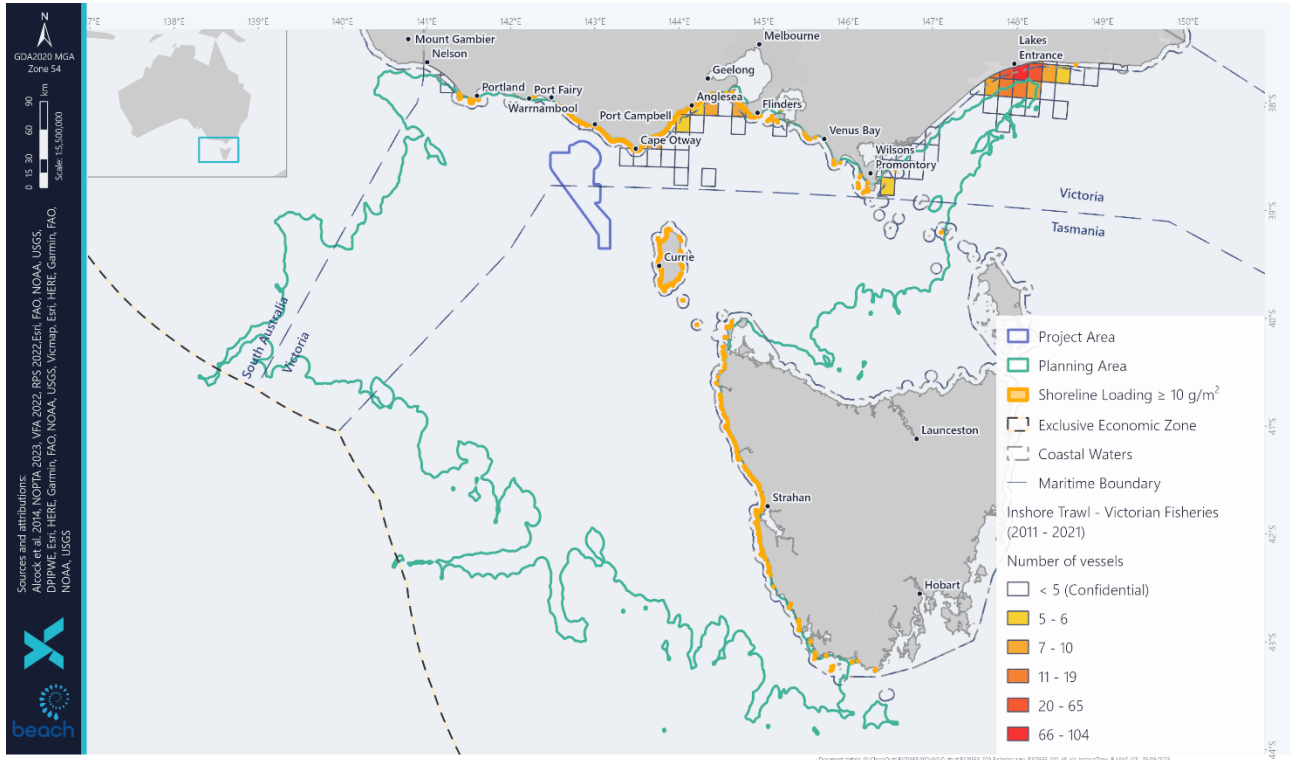 N
GDA2020 MGA
Zone 54
0 15 30 60 90
km
Scale: 1:5,500,000
Sources and attributions:
Alcock et al. 2014, NOPTA 2023, VFA 2022, RPS 2022,Esri, FAO, NOAA, USGS,
DPIPWE, Esri, HERE, Garmin, FAO, NOAA, USGS, Vicmap, Esri, HERE, Garmin, FAO,
NOAA, USGS
beach
7°E 138°E 139°E 140°E 141°E 142°E 143°E 144°E 145°E 146°E 147°E 148°E 149°E 150°E
38°S
39°S
40°S
41°S
42°S
43°S
44°S
Mount Gambier
Nelson
Portland
Port Fairy
Warrnambool
Port Campbell
Cape Otway
Melbourne
Geelong
Anglesea
Flinders
Venus Bay
Wilsons
Promontory
Lakes
Entrance
Victoria
Tasmania
South Australia
Victoria
Currie
Launceston
Strahan
Hobart
Project Area
Planning Area
Shoreline Loading ≥ 10 g/m²
Exclusive Economic Zone
Coastal Waters
Maritime Boundary
Inshore Trawl - Victorian Fisheries
(2011 - 2021)
Number of vessels
< 5 (Confidential)
5 - 6
7 - 10
11 - 19
20 - 65
66 - 104